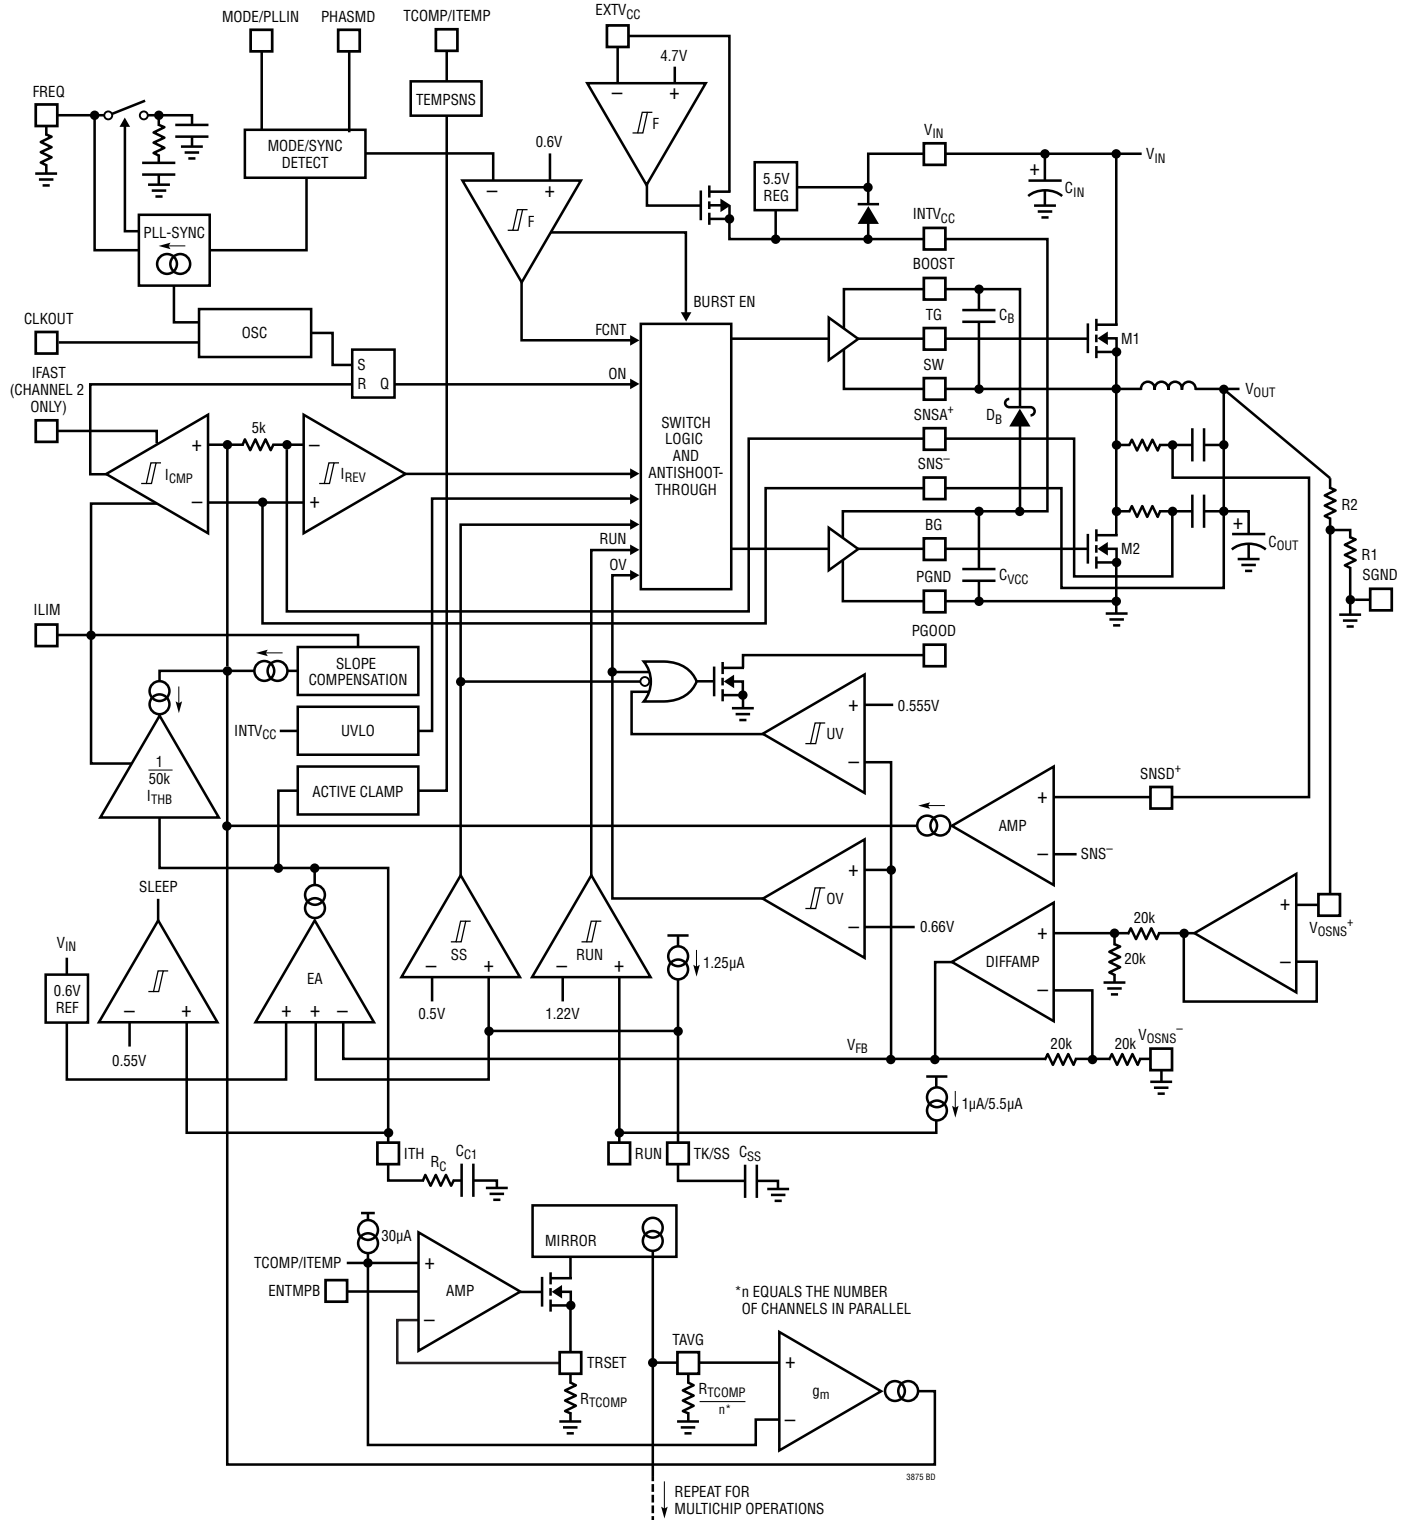 MODE/PLLIN
PHASMD
TCOMP/ITEMP
EXTVCC
4.7V
– +
F
FREQ
TEMPSNS
MODE/SYNC
DETECT
0.6V
– +
F
VIN
5.5V
REG
VIN
+
CIN
INTVCC
PLL-SYNC
BOOST
BURST EN
CLKOUT
OSC
FCNT
TG
CB
M1
IFAST
(CHANNEL 2
ONLY)
S
R Q
ON
SW
VOUT
SNSA+
DB
5k
+
–
ICMP
–
+
IREV
SWITCH
LOGIC
AND
ANTISHOOT-
THROUGH
SNS–
R2
RUN
OV
BG
M2
CVCC
PGND
+
COUT
R1
SGND
ILIM
PGOOD
SLOPE
COMPENSATION
INTVCC
UVLO
+
–
UV
0.555V
1
50k
ITHB
ACTIVE CLAMP
SNSD+
+
–
AMP
SNS–
SLEEP
+
–
OV
0.66V
VIN
0.6V
REF
– +
0.55V
EA
+ + –
SS
– +
0.5V
RUN
– +
1.22V
1.25µA
+
–
DIFFAMP
20k
20k
+
–
VOSNS+
VFB
20k
20k
VOSNS–
1µA/5.5µA
ITH
RC
CC1
RUN
TK/SS
CSS
30µA
TCOMP/ITEMP
ENTMPB
+
–
AMP
MIRROR
*n EQUALS THE NUMBER
OF CHANNELS IN PARALLEL
TRSET
RTCOMP
TAVG
RTCOMP
n*
+
–
gm
3875 BD
REPEAT FOR
MULTICHIP OPERATIONS